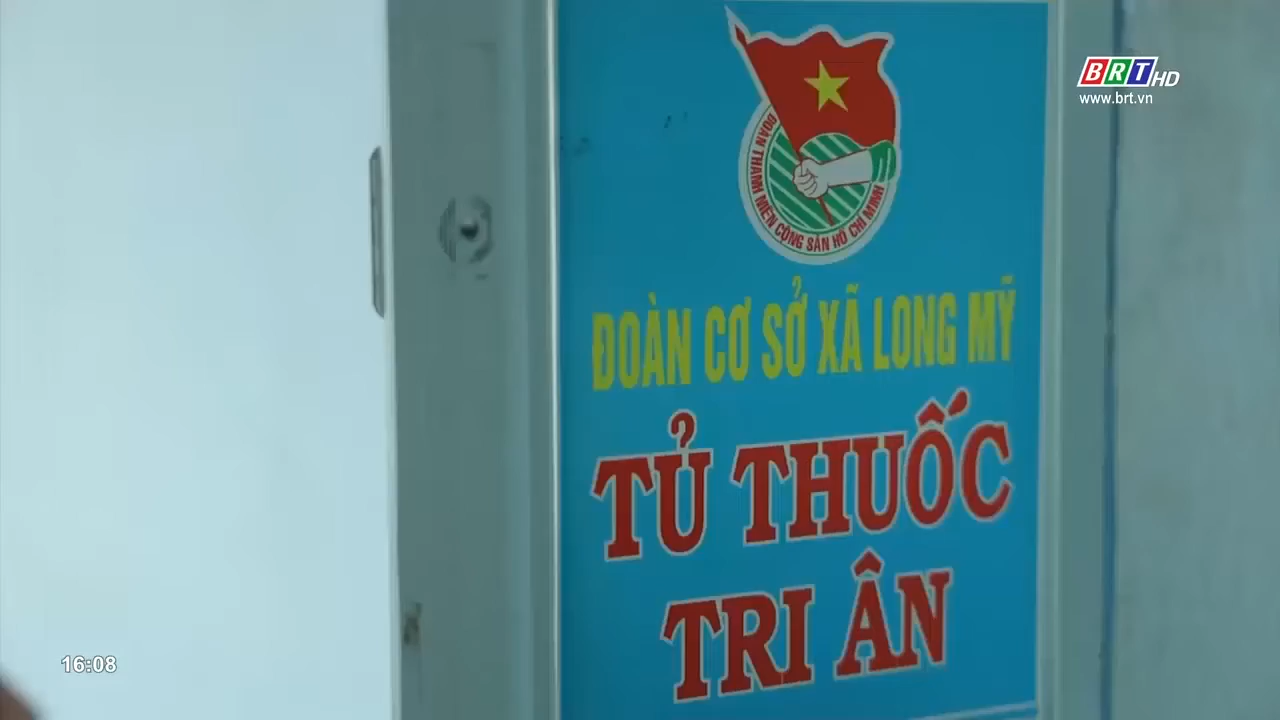 BRT HD
www.brt.vn
ĐOÀN THANH NIÊN CỘNG SẢN HỒ CHÍ MINH
ĐOÀN CƠ SỞ XÃ LONG MỸ
TỦ THUỐC
TRI ÂN
16:08